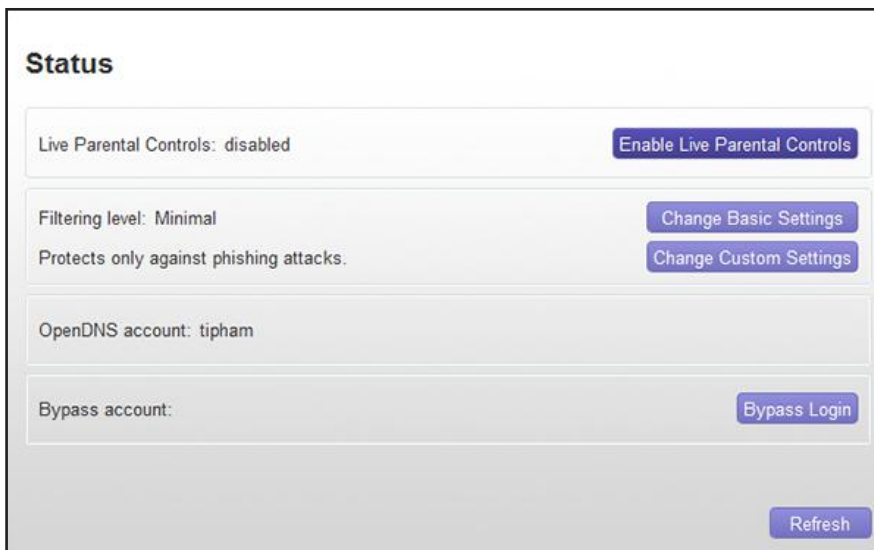 Status
Live Parental Controls: disabled
Enable Live Parental Controls
Filtering level: Minimal
Change Basic Settings
Protects only against phishing attacks.
Change Custom Settings
OpenDNS account: tipham
Bypass account:
Bypass Login
Refresh